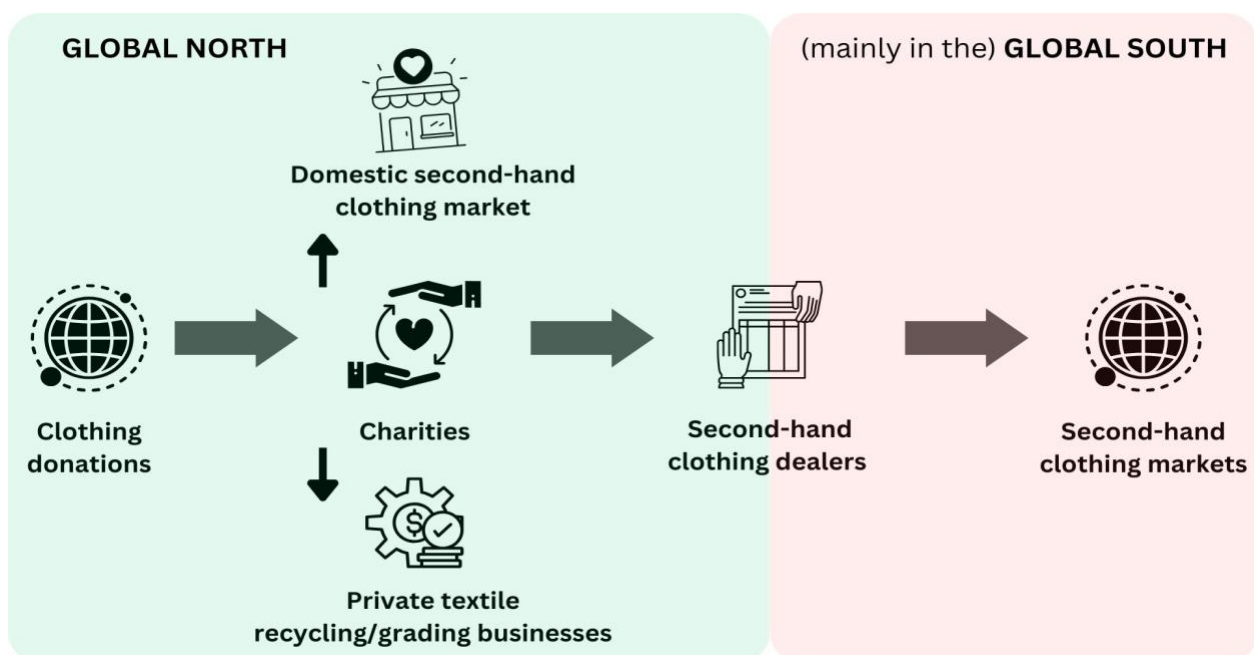 GLOBAL NORTH
(mainly in the) GLOBAL SOUTH
Domestic second-hand
clothing market
Clothing
donations
Charities
Second-hand
clothing dealers
Second-hand
clothing markets
$
Private textile
recycling/grading businesses